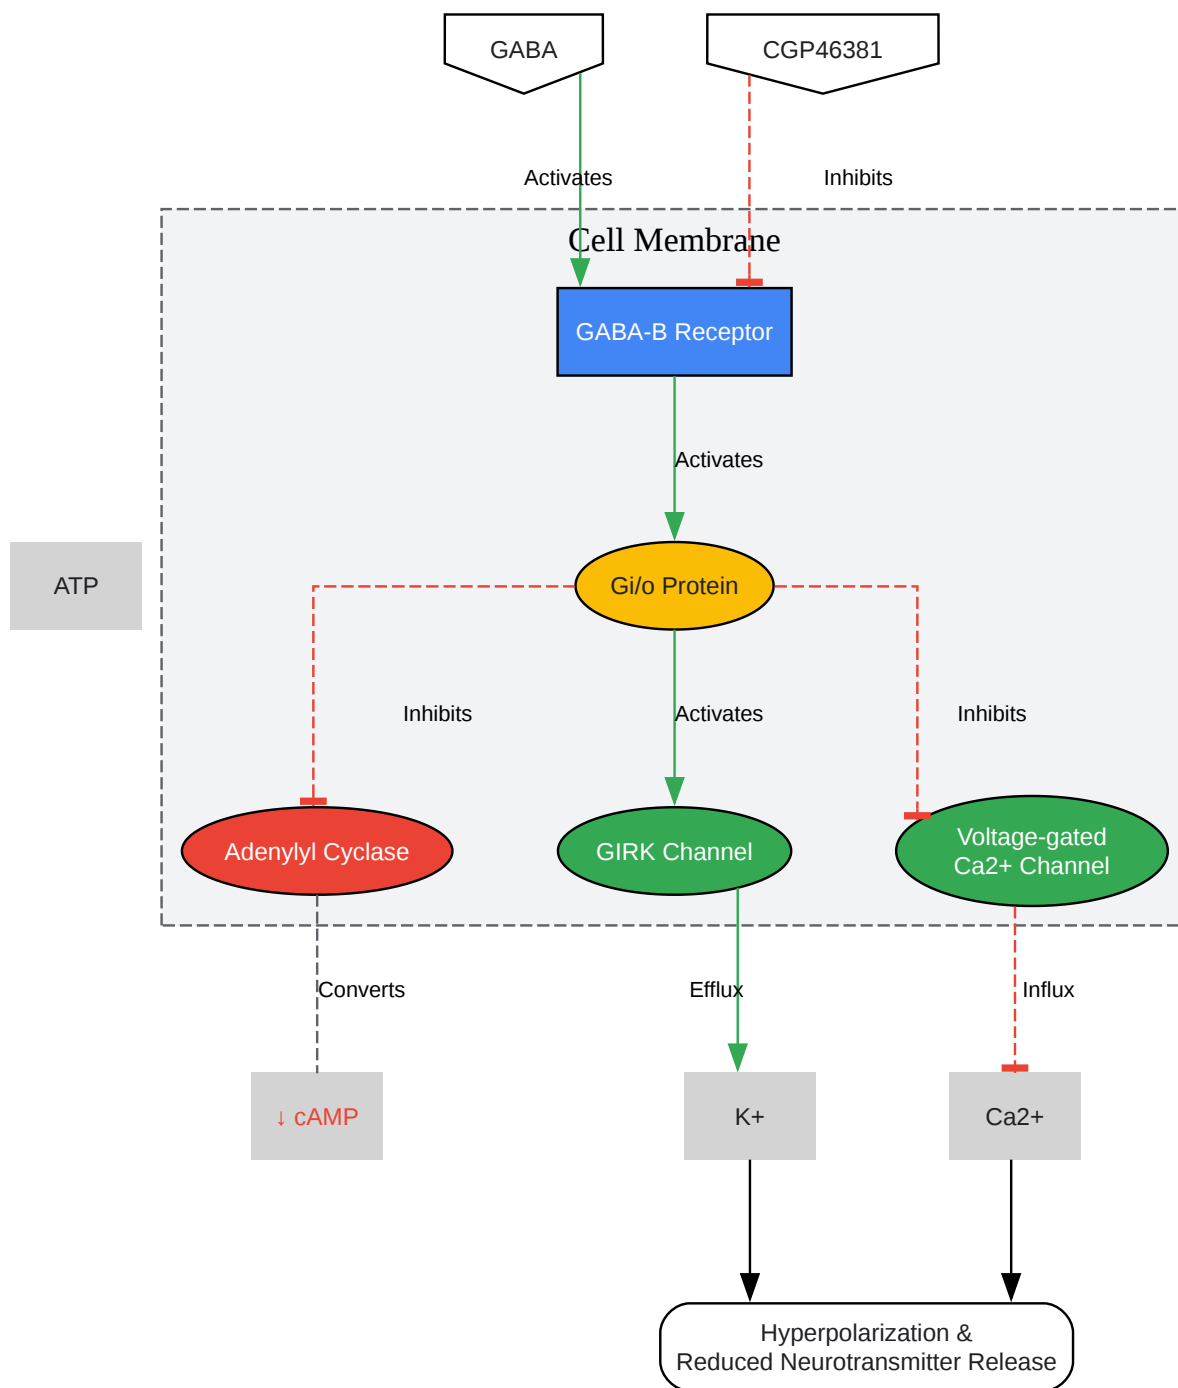 GABA
CGP46381
Activates
Inhibits
Cell Membrane
GABA-B Receptor
Activates
ATP
Gi/o Protein
Inhibits
Activates
Inhibits
Adenylyl Cyclase
GIRK Channel
Voltage-gated
Ca2+ Channel
Converts
Efflux
Influx
↓ cAMP
K+
Ca2+
Hyperpolarization &
Reduced Neurotransmitter Release